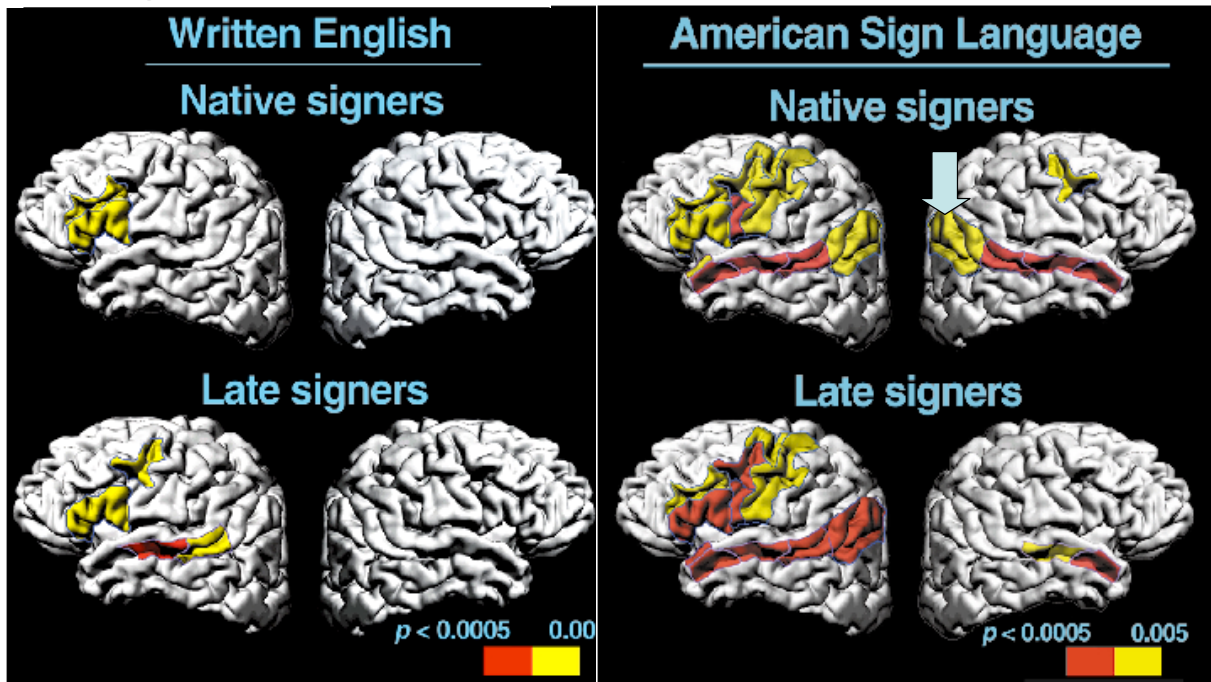 Written English
Native signers
Late signers
p < 0.0005 0.00
American Sign Language
Native signers
Late signers
p < 0.0005 0.005